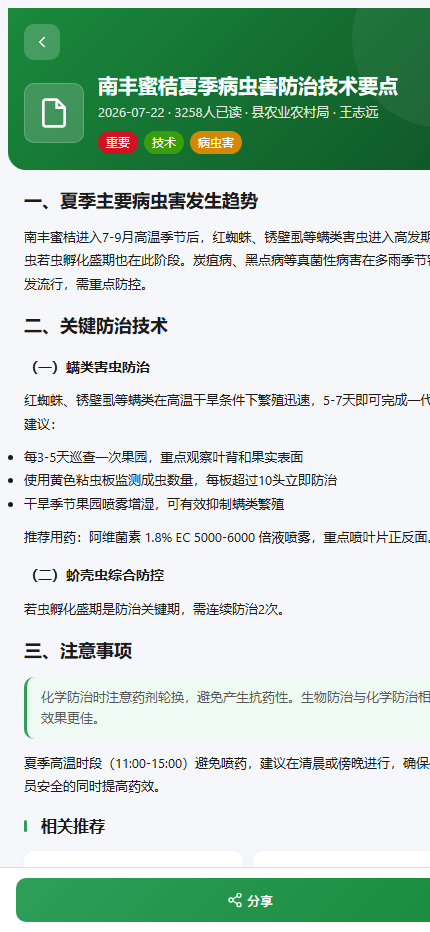 南丰蜜桔夏季病虫害防治技术要点
2026-07-22 · 3258人已读 · 县农业农村局 · 王志远
重要 技术 病虫害
一、夏季主要病虫害发生趋势
南丰蜜桔进入7-9月高温季节后，红蜘蛛、锈壁虱等螨类害虫进入高发期
虫若虫孵化盛期也在此阶段。炭疽病、黑点病等真菌性病害在多雨季节
发流行，需重点防控。
二、关键防治技术
（一）螨类害虫防治
红蜘蛛、锈壁虱等螨类在高温干旱条件下繁殖迅速，5-7天即可完成一代
建议：
每3-5天巡查一次果园，重点观察叶背和果实表面
使用黄色粘虫板监测成虫数量，每板超过10头立即防治
干旱季节果园喷雾增湿，可有效抑制螨类繁殖
推荐用药：阿维菌素 1.8% EC 5000-6000 倍液喷雾，重点喷叶片正反面。
（二）蚧壳虫综合防控
若虫孵化盛期是防治关键期，需连续防治2次。
三、注意事项
化学防治时注意药剂轮换，避免产生抗药性。生物防治与化学防治相
效果更佳。
夏季高温时段（11:00-15:00）避免喷药，建议在清晨或傍晚进行，确保
员安全的同时提高药效。
相关推荐
分享